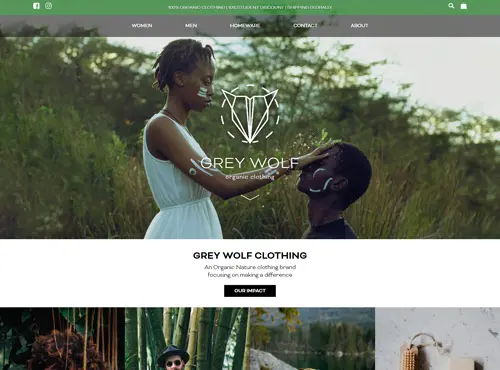 100% ORGANIC CLOTHING | 10% STUDENT DISCOUNT | SHIPPING GLOBALLY
WOMEN MEN HOMEWARE CONTACT ABOUT
GREY WOLF
organic clothing
GREY WOLF CLOTHING
An Organic Nature clothing brand
focusing on making a difference
OUR IMPACT